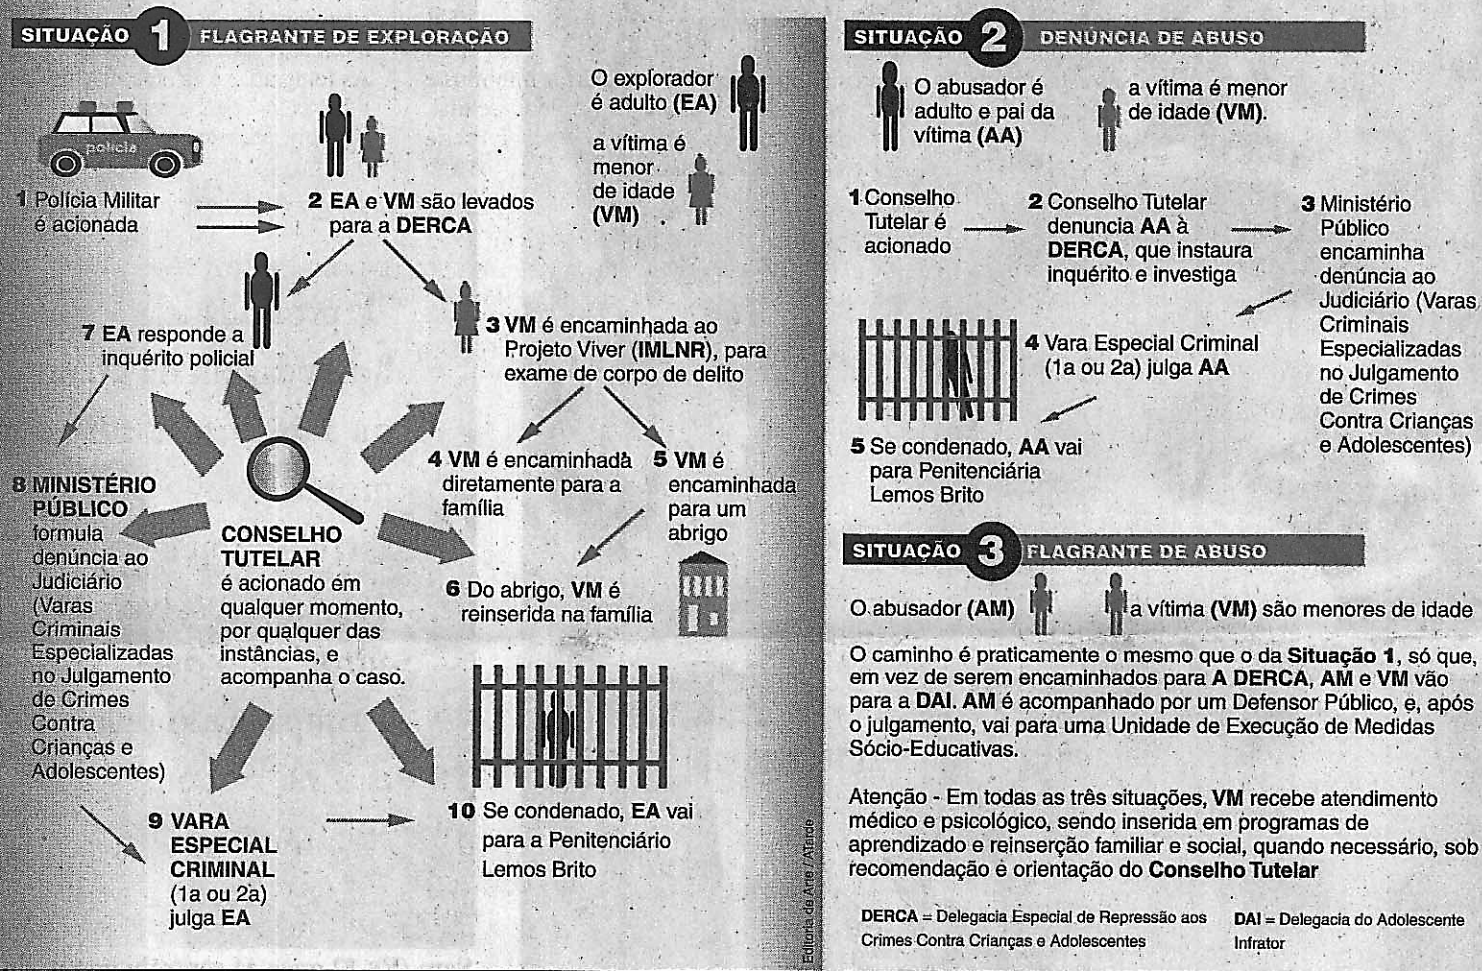 SITUAÇÃO 1 FLAGRANTE DE EXPLORAÇÃO
O explorador
é adulto (EA)
a vítima é
menor
de idade
(VM)
polícia
1 Polícia Militar
é acionada
2 EA e VM são levados
para a DERCA
3 VM é encaminhada ao
Projeto Viver (IMLNR), para
exame de corpo de delito
4 VM é encaminhada
diretamente para a
família
5 VM é
encaminhada
para um
abrigo
6 Do abrigo, VM é
reinserida na família
7 EA responde a
inquérito policial
8 MINISTÉRIO
PÚBLICO
formula
denúncia ao
Judiciário
(Varas
Criminais
Especializadas
no Julgamento
de Crimes
Contra
Crianças e
Adolescentes)
CONSELHO
TUTELAR
é acionado em
qualquer momento,
por qualquer das
instâncias, e
acompanha o caso.
9 VARA
ESPECIAL
CRIMINAL
(1a ou 2a)
julga EA
10 Se condenado, EA vai
para a Penitenciário
Lemos Brito
Editoria de Arte / ATarde
SITUAÇÃO 2 DENÚNCIA DE ABUSO
O abusador é
adulto e pai da
vítima (AA)
a vítima é menor
de idade (VM).
1 Conselho
Tutelar é
acionado
2 Conselho Tutelar
denuncia AA à
DERCA, que instaura
inquérito e investiga
3 Ministério
Público
encaminha
denúncia ao
Judiciário (Varas
Criminais
Especializadas
no Julgamento
de Crimes
Contra Crianças
e Adolescentes)
4 Vara Especial Criminal
(1a ou 2a) julga AA
5 Se condenado, AA vai
para Penitenciária
Lemos Brito
SITUAÇÃO 3 FLAGRANTE DE ABUSO
O abusador (AM)
a vítima (VM) são menores de idade
O caminho é praticamente o mesmo que o da Situação 1, só que,
em vez de serem encaminhados para A DERCA, AM e VM vão
para a DAI. AM é acompanhado por um Defensor Público, e, após
o julgamento, vai para uma Unidade de Execução de Medidas
Sócio-Educativas.
Atenção - Em todas as três situações, VM recebe atendimento
médico e psicológico, sendo inserida em programas de
aprendizado e reinserção familiar e social, quando necessário, sob
recomendação e orientação do Conselho Tutelar
DERCA = Delegacia Especial de Repressão aos
Crimes Contra Crianças e Adolescentes
DAI = Delegacia do Adolescente
Infrator